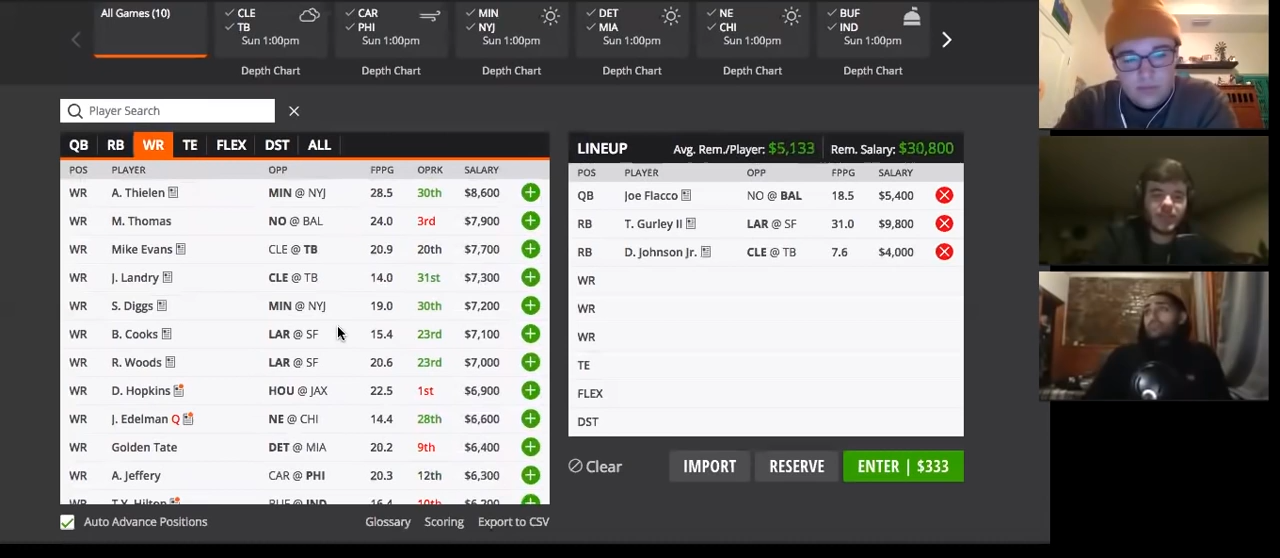 All Games (10)
CLE
TB
Sun 1:00pm
Depth Chart
CAR
PHI
Sun 1:00pm
Depth Chart
MIN
NYJ
Sun 1:00pm
Depth Chart
DET
MIA
Sun 1:00pm
Depth Chart
NE
CHI
Sun 1:00pm
Depth Chart
BUF
IND
Sun 1:00pm
Depth Chart
Player Search
QB RB WR TE FLEX DST ALL
POS PLAYER OPP FPPG OPRK SALARY
WR A. Thielen MIN @ NYJ 28.5 30th $8,600
WR M. Thomas NO @ BAL 24.0 3rd $7,900
WR Mike Evans CLE @ TB 20.9 20th $7,700
WR J. Landry CLE @ TB 14.0 31st $7,300
WR S. Diggs MIN @ NYJ 19.0 30th $7,200
WR B. Cooks LAR @ SF 15.4 23rd $7,100
WR R. Woods LAR @ SF 20.6 23rd $7,000
WR D. Hopkins HOU @ JAX 22.5 1st $6,900
WR J. Edelman Q NE @ CHI 14.4 28th $6,600
WR Golden Tate DET @ MIA 20.2 9th $6,400
WR A. Jeffery CAR @ PHI 20.3 12th $6,300
WR T.Y. Hilton BUF @ IND 16.4 10th $6,200
Auto Advance Positions
Glossary Scoring Export to CSV
LINEUP Avg. Rem./Player: $5,133 Rem. Salary: $30,800
POS PLAYER OPP FPPG SALARY
QB Joe Flacco NO @ BAL 18.5 $5,400
RB T. Gurley II LAR @ SF 31.0 $9,800
RB D. Johnson Jr. CLE @ TB 7.6 $4,000
WR
WR
WR
TE
FLEX
DST
Clear IMPORT RESERVE ENTER | $333